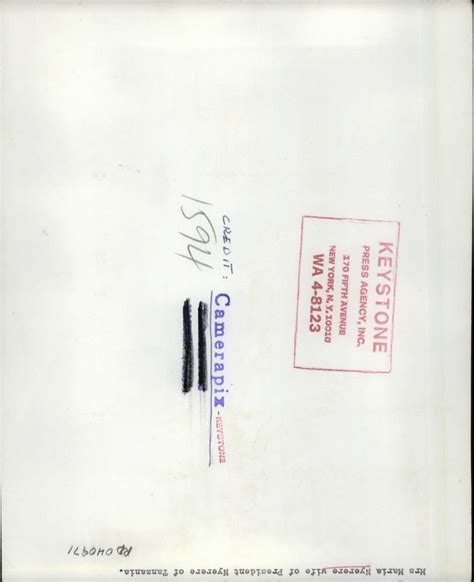 KEYSTONE
PRESS AGENCY, INC.
170 FIFTH AVENUE
NEW YORK, N.Y. 10010
WA 4-8123
CREDIT: Camerapix - KEYSTONE
1594
040971
Mrs Maria Nyerere wife of President Nyerere of Tanzania.